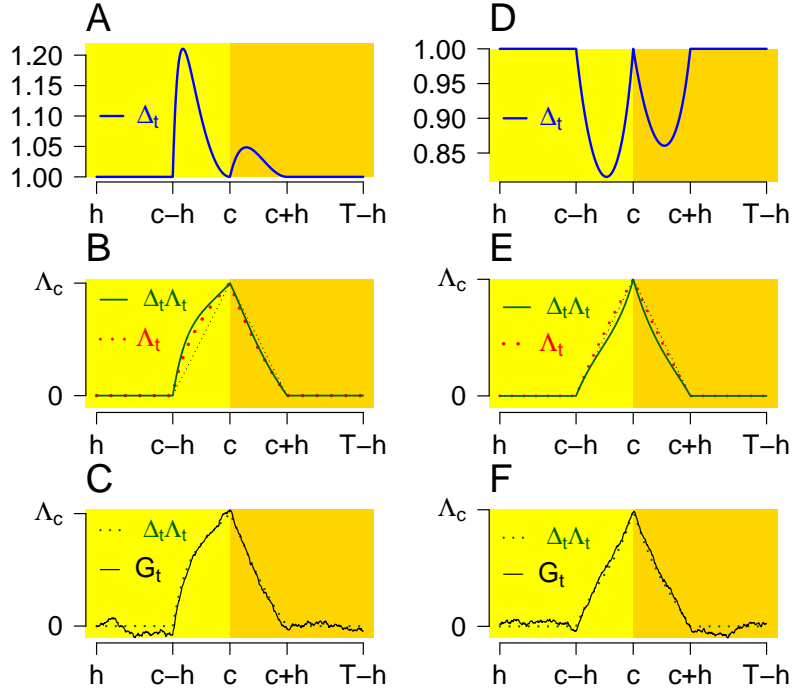 A
1.20
1.15
1.10
1.05
1.00
Δt
h c−h c c+h T−h
B
Λc
0
ΔtΛt
Λt
h c−h c c+h T−h
C
Λc
0
ΔtΛt
Gt
h c−h c c+h T−h
D
1.00
0.95
0.90
0.85
Δt
h c−h c c+h T−h
E
Λc
0
ΔtΛt
Λt
h c−h c c+h T−h
F
Λc
0
ΔtΛt
Gt
h c−h c c+h T−h